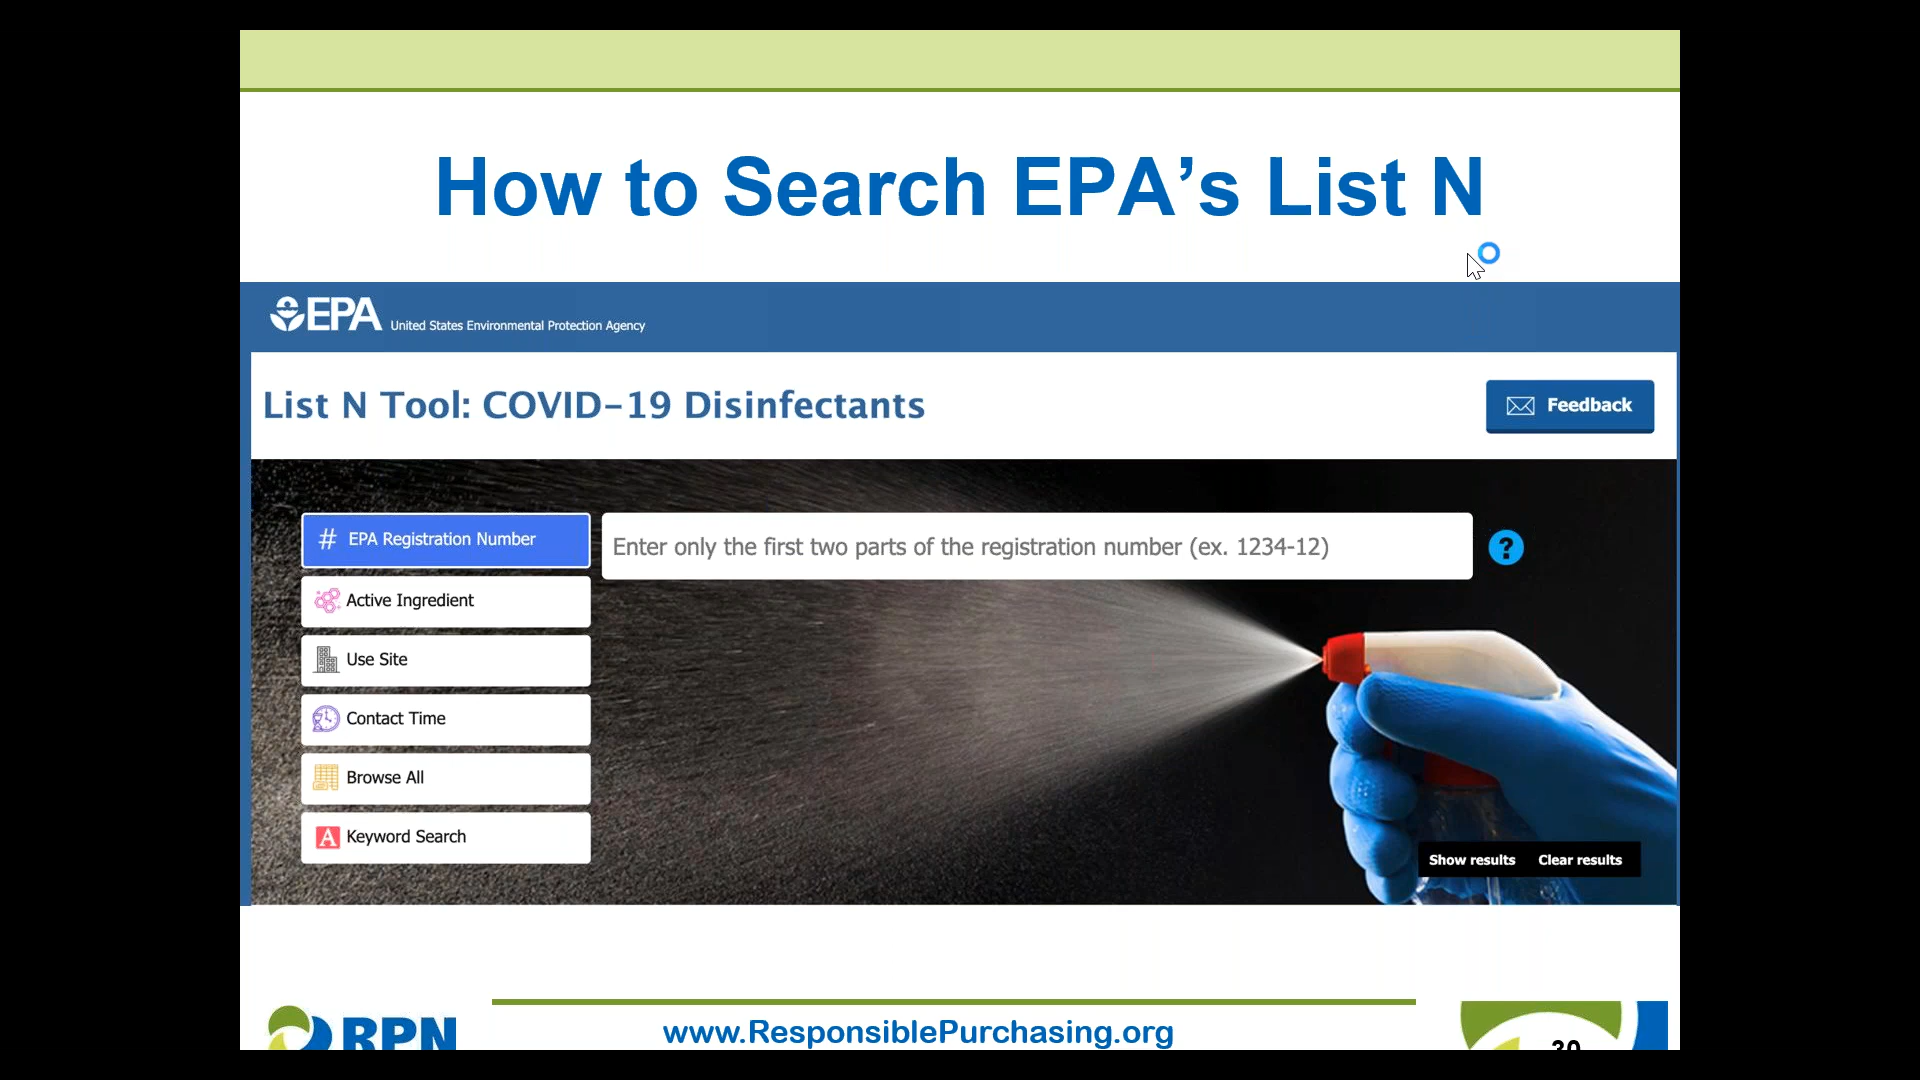 How to Search EPA’s List N
EPA United States Environmental Protection Agency
List N Tool: COVID-19 Disinfectants
Feedback
# EPA Registration Number
Enter only the first two parts of the registration number (ex. 1234-12)
?
Active Ingredient
Use Site
Contact Time
Browse All
A Keyword Search
Show results Clear results
RPN
www.ResponsiblePurchasing.org
30